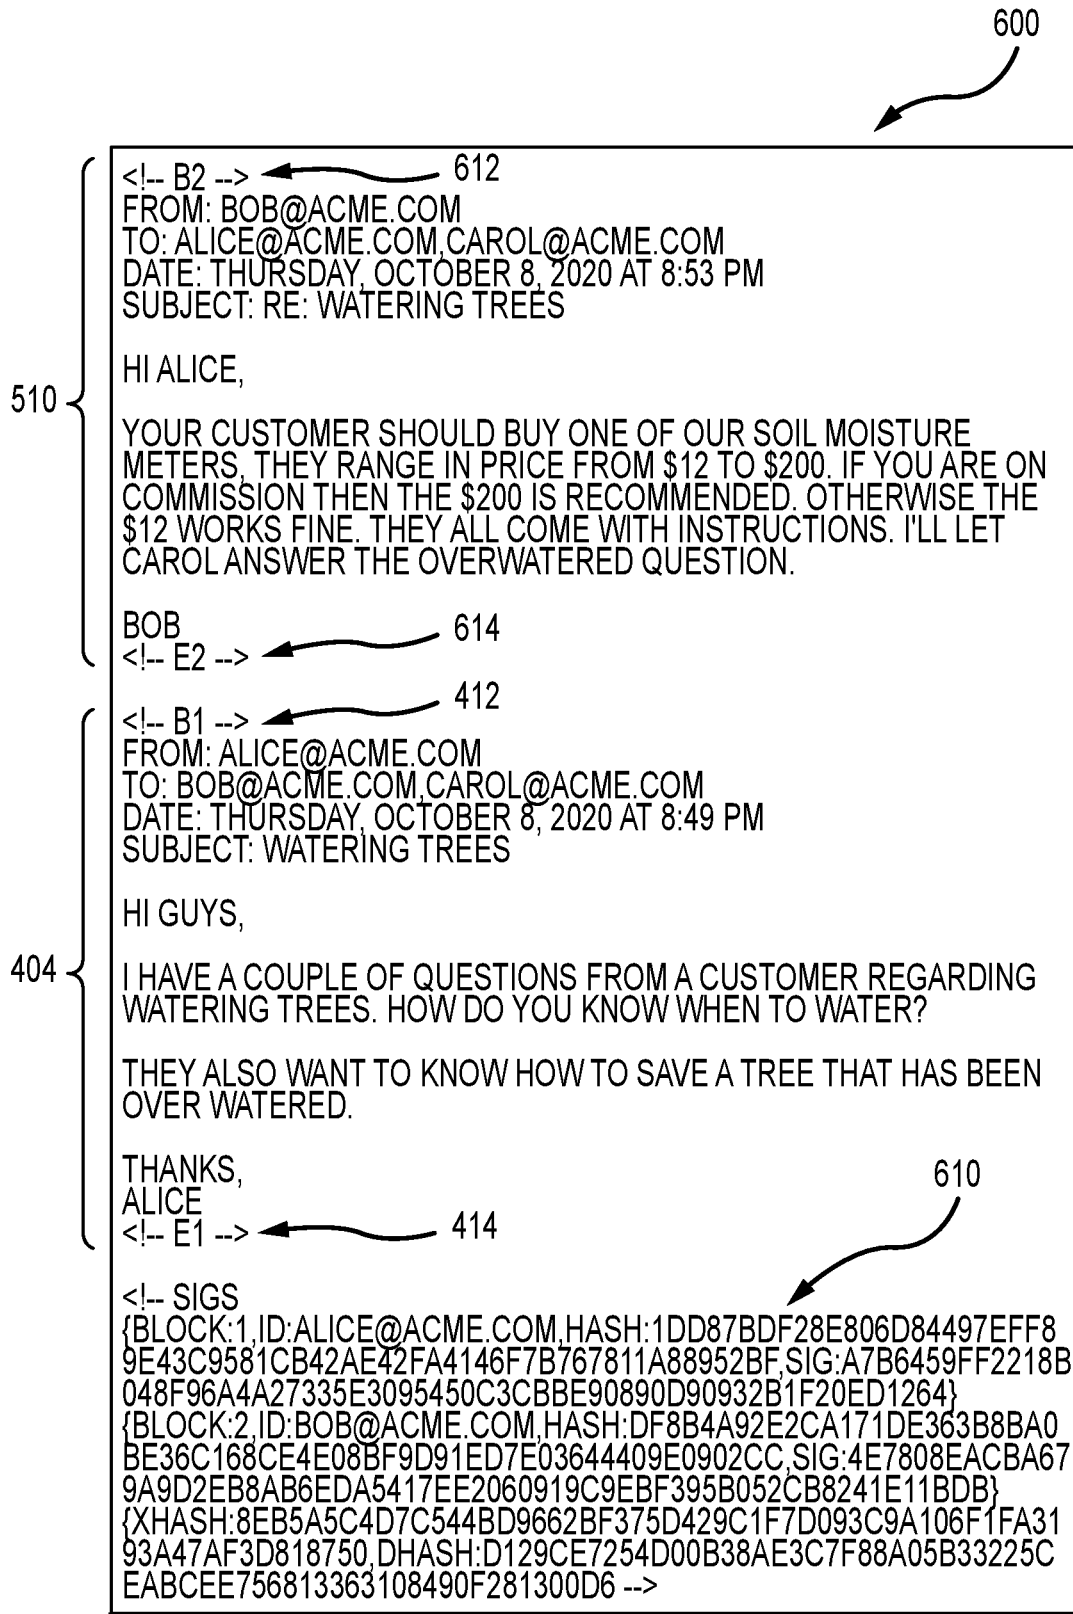 600
<!-- B2 --> 612
FROM: BOB@ACME.COM
TO: ALICE@ACME.COM,CAROL@ACME.COM
DATE: THURSDAY, OCTOBER 8, 2020 AT 8:53 PM
SUBJECT: RE: WATERING TREES
HI ALICE,
510
YOUR CUSTOMER SHOULD BUY ONE OF OUR SOIL MOISTURE
METERS, THEY RANGE IN PRICE FROM $12 TO $200. IF YOU ARE ON
COMMISSION THEN THE $200 IS RECOMMENDED. OTHERWISE THE
$12 WORKS FINE. THEY ALL COME WITH INSTRUCTIONS. I'LL LET
CAROL ANSWER THE OVERWATERED QUESTION.
BOB 614
<!-- E2 -->
<!-- B1 --> 412
FROM: ALICE@ACME.COM
TO: BOB@ACME.COM,CAROL@ACME.COM
DATE: THURSDAY, OCTOBER 8, 2020 AT 8:49 PM
SUBJECT: WATERING TREES
HI GUYS,
404
I HAVE A COUPLE OF QUESTIONS FROM A CUSTOMER REGARDING
WATERING TREES. HOW DO YOU KNOW WHEN TO WATER?
THEY ALSO WANT TO KNOW HOW TO SAVE A TREE THAT HAS BEEN
OVER WATERED.
THANKS, 610
ALICE
<!-- E1 --> 414
<!-- SIGS
{BLOCK:1,ID:ALICE@ACME.COM,HASH:1DD87BDF28E806D84497EFF8
9E43C9581CB42AE42FA4146F7B767811A88952BF,SIG:A7B6459FF2218B
048F96A4A27335E3095450C3CBBE90890D90932B1F20ED1264}
{BLOCK:2,ID:BOB@ACME.COM,HASH:DF8B4A92E2CA171DE363B8BA0
BE36C168CE4E08BF9D91ED7E03644409E0902CC,SIG:4E7808EACBA67
9A9D2EB8AB6EDA5417EE2060919C9EBF395B052CB8241E11BDB}
{XHASH:8EB5A5C4D7C544BD9662BF375D429C1F7D093C9A106F1FA31
93A47AF3D818750,DHASH:D129CE7254D00B38AE3C7F88A05B33225C
EABCEE756813363108490F281300D6 -->